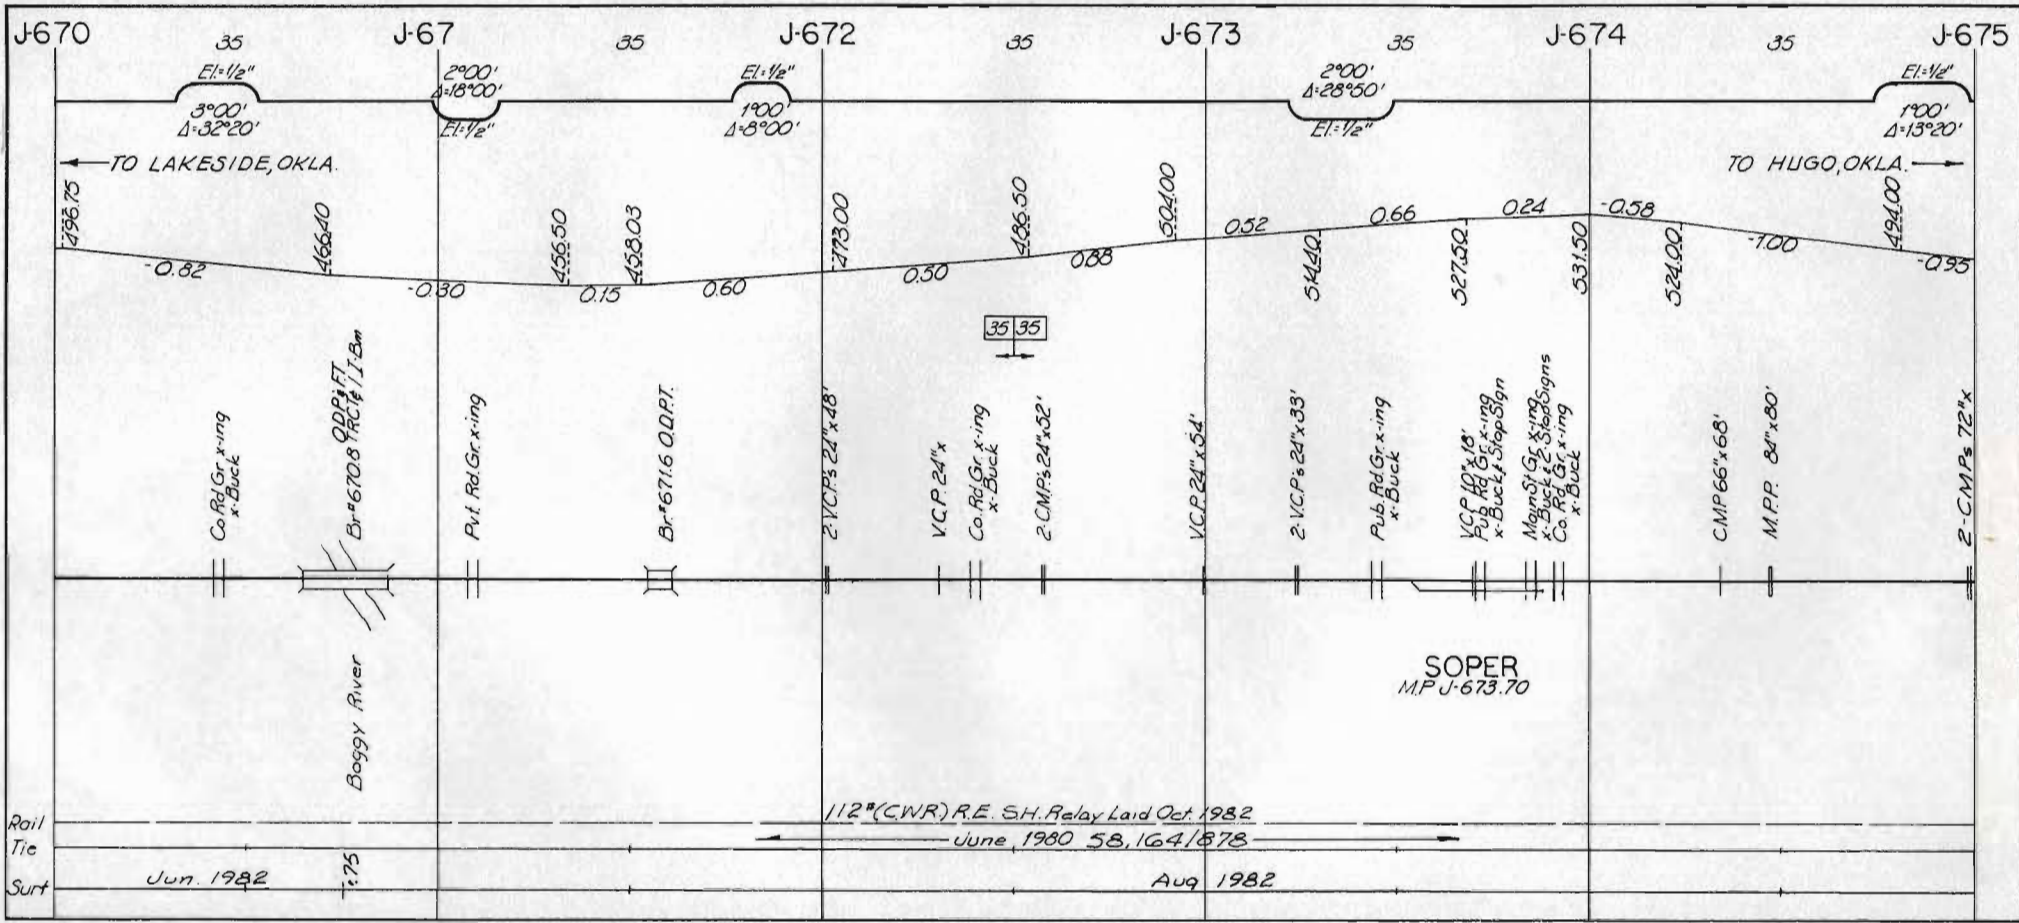 J-670 35 J-67 35 J-672 35 J-673 35 J-674 35 J-675
El.=1/2"
3°00'
Δ=32°20'
2°00'
Δ=18°00'
El.=1/2"
El.=1/2"
1°00'
Δ=8°00'
2°00'
Δ=28°50'
El.=1/2"
El.=1/2"
1°00'
Δ=13°20'
← TO LAKESIDE, OKLA.
TO HUGO, OKLA. →
466.40
456.50
458.03
473.00
486.50
504.00
514.40
527.50
531.50
524.00
494.00
-0.82 -0.30 0.15 0.60 0.50 0.88 0.52 0.66 0.24 -0.58 -1.00 -0.95
35 35
Co Rd Gr x-ing
x-Buck
Br#670.8 TRC1¢/I-Bm
Pvt. Rd Gr. x-ing
Br#671.6 O.D.P.T.
2-VCP's 24"x48'
V.C.P. 24"x
Co. Rd Gr. x-ing
x-Buck
2-CMP's 24"x52'
V.C.P. 24"x54'
2-VCP's 24"x33'
Pub. Rd. Gr. x-ing
x-Buck
VCP 10"x18'
Pub Rd Gr. x-ing
x-Buck & Stop Sign
Main St Gr. x-ing
x-Buck & 2-Stop Signs
Co. Rd. Gr. x-ing
x-Buck
CMP 66"x68'
M.P.P. 84"x80'
2-CMPs 72"x
Boggy River
SOPER
M.P. J-673.70
Rail 112#(CWR) R.E. S.H. Relay Laid Oct. 1982
Tie June 1980 58,164/878
Surf Jun. 1982 .75 Aug 1982